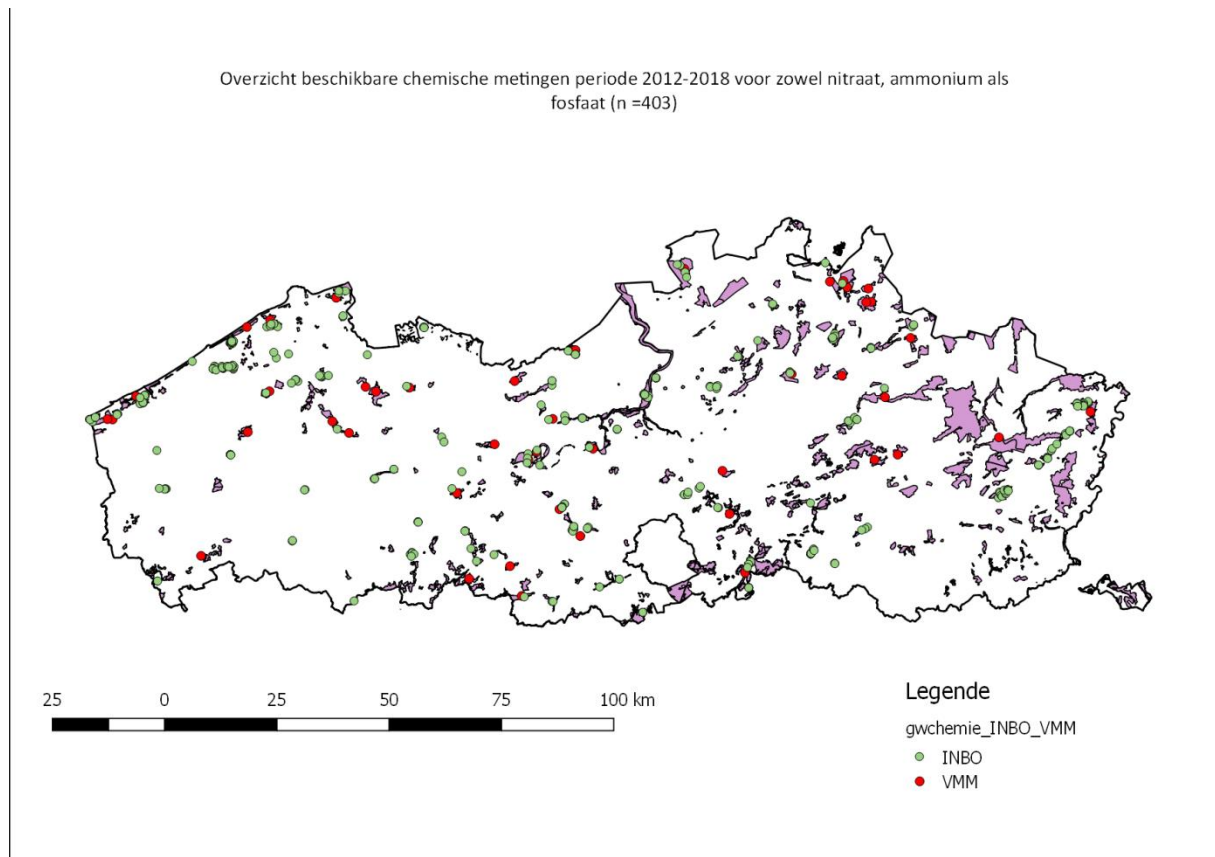 Overzicht beschikbare chemische metingen periode 2012-2018 voor zowel nitraat, ammonium als
fosfaat (n =403)
25 0 25 50 75 100 km
Legende
gwchemie_INBO_VMM
INBO
VMM